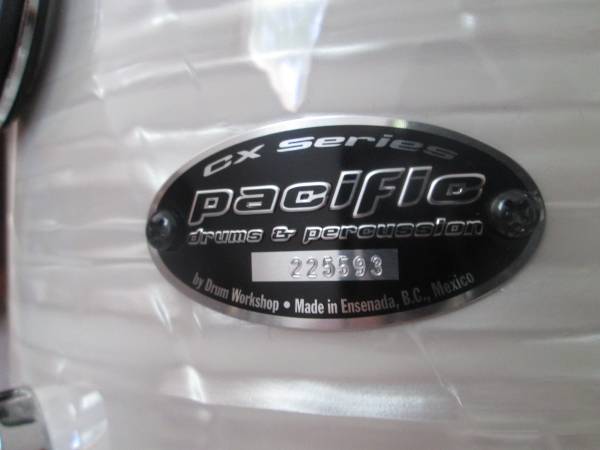 CX series
pacific
drums & percussion
225593
by Drum Workshop • Made in Ensenada, B.C., Mexico